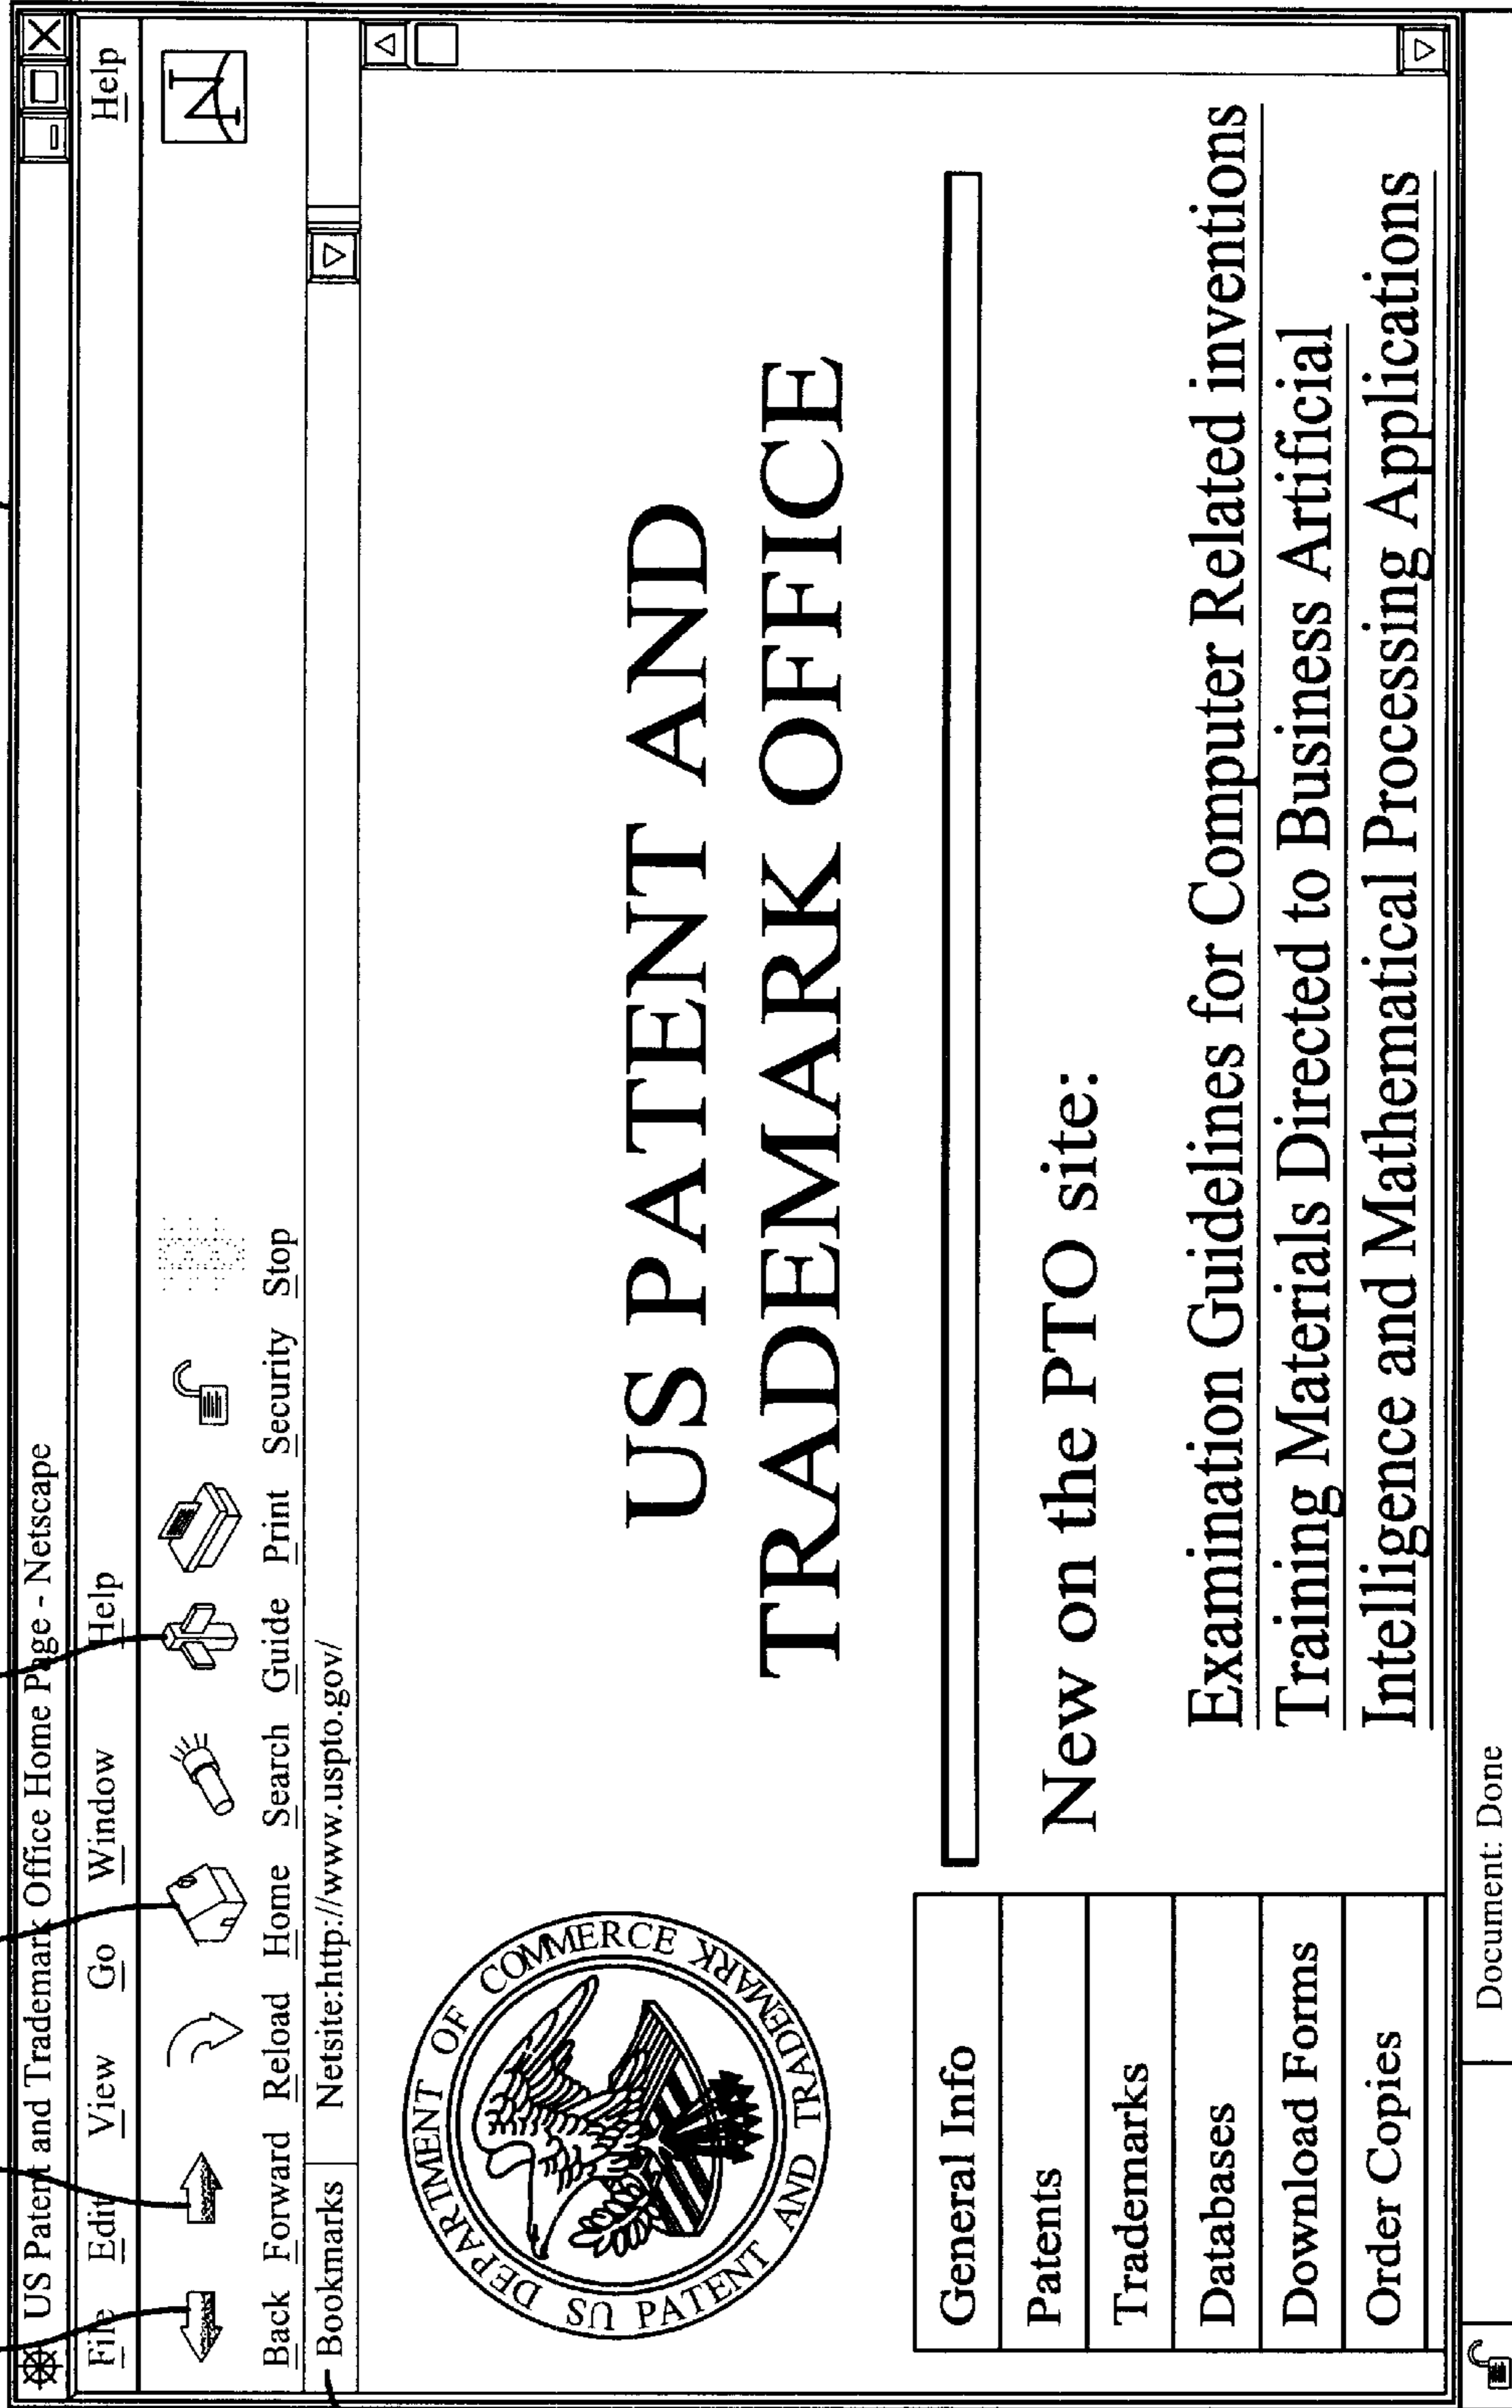 US Patent and Trademark Office Home Page - Netscape
File Edit View Go Window Help Help
N
Back Forward Reload Home Search Guide Print Security Stop
Bookmarks Netsite:http://www.uspto.gov/
DEPARTMENT OF COMMERCE
US PATENT AND TRADEMARK
US PATENT AND
TRADEMARK OFFICE
General Info
Patents
Trademarks
Databases
Download Forms
Order Copies
New on the PTO site:
Examination Guidelines for Computer Related inventions
Training Materials Directed to Business Artificial
Intelligence and Mathematical Processing Applications
Document: Done